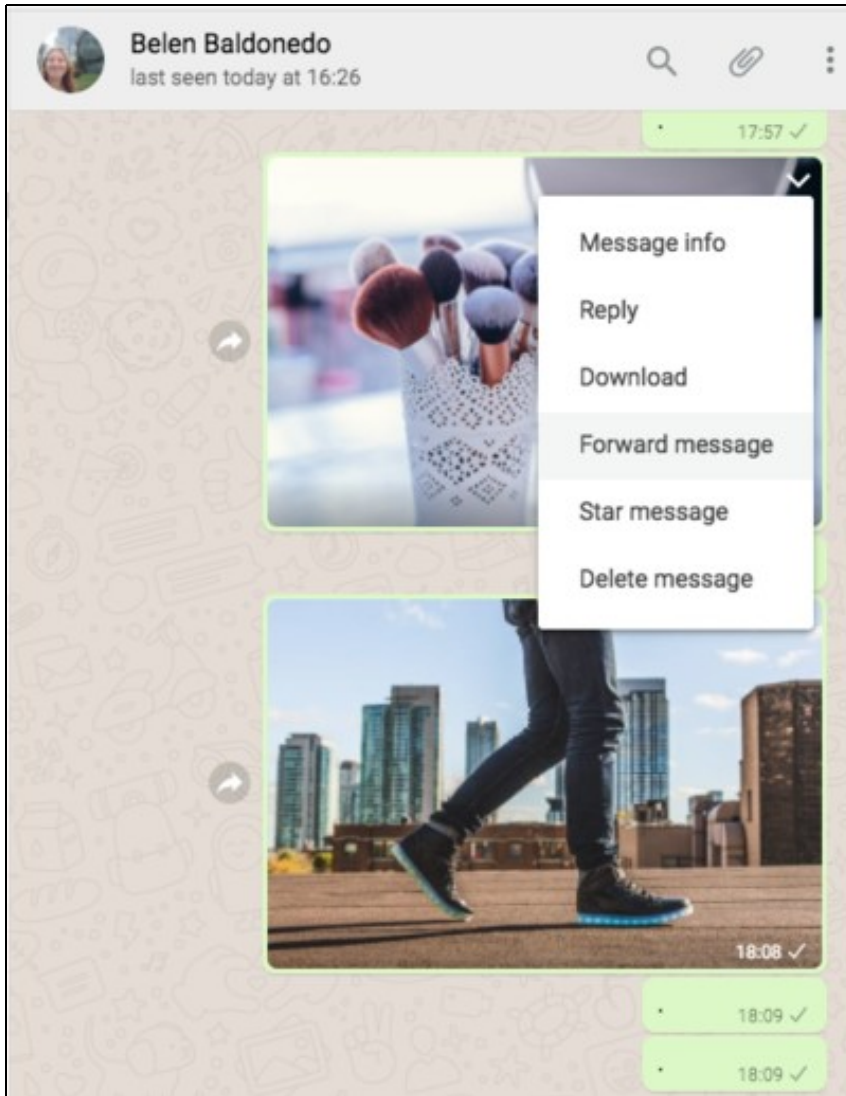 Belen Baldonedo
last seen today at 16:26
. 17:57
Message info
Reply
Download
Forward message
Star message
Delete message
18:08
. 18:09
. 18:09